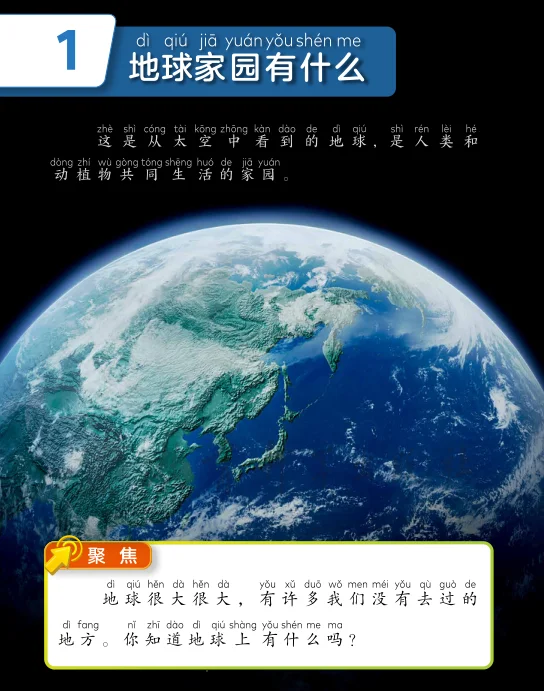 1
dì qiú jiā yuán yǒu shén me
地球家园有什么
zhè shì cóng tài kōng zhōng kàn dào de dì qiú shì rén lèi hé
这是从太空中看到的地球，是人类和
dòng zhí wù gòng tóng shēng huó de jiā yuán
动植物共同生活的家园。
聚焦
dì qiú hěn dà hěn dà yǒu xǔ duō wǒ men méi yǒu qù guò de
地球很大很大，有许多我们没有去过的
dì fang nǐ zhī dào dì qiú shàng yǒu shén me ma
地方。你知道地球上有什么吗？